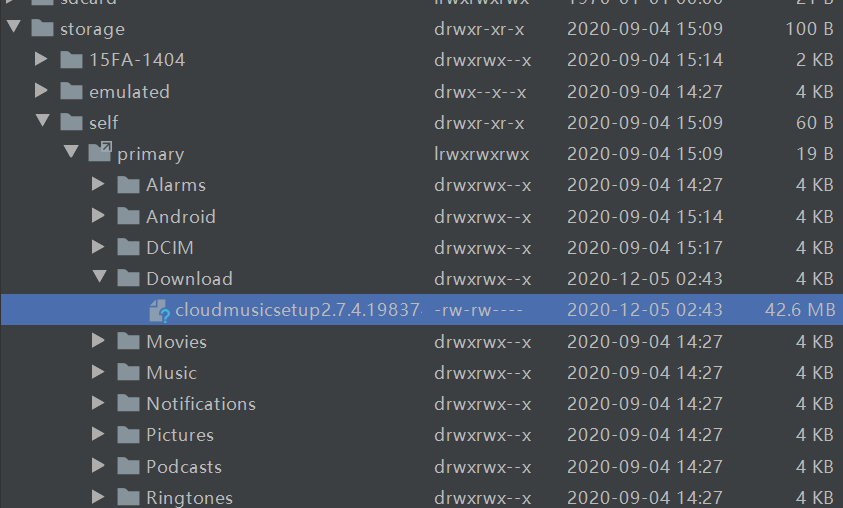 sdcard lrwxrwxrwx 1970-01-01 00:00 21 B
storage drwxr-xr-x 2020-09-04 15:09 100 B
15FA-1404 drwxrwx--x 2020-09-04 15:14 2 KB
emulated drwx--x--x 2020-09-04 14:27 4 KB
self drwxr-xr-x 2020-09-04 15:09 60 B
primary lrwxrwxrwx 2020-09-04 15:09 19 B
Alarms drwxrwx--x 2020-09-04 14:27 4 KB
Android drwxrwx--x 2020-09-04 15:14 4 KB
DCIM drwxrwx--x 2020-09-04 15:17 4 KB
Download drwxrwx--x 2020-12-05 02:43 4 KB
cloudmusicsetup2.7.4.19837 -rw-rw---- 2020-12-05 02:43 42.6 MB
Movies drwxrwx--x 2020-09-04 14:27 4 KB
Music drwxrwx--x 2020-09-04 14:27 4 KB
Notifications drwxrwx--x 2020-09-04 14:27 4 KB
Pictures drwxrwx--x 2020-09-04 14:27 4 KB
Podcasts drwxrwx--x 2020-09-04 14:27 4 KB
Ringtones drwxrwx--x 2020-09-04 14:27 4 KB